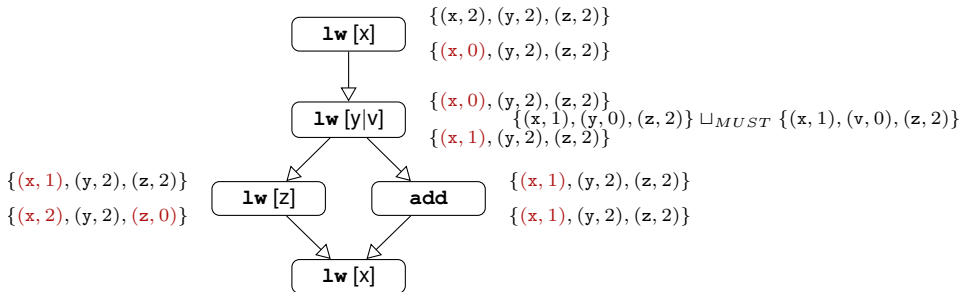 {(x, 2), (y, 2), (z, 2)}
lw [x]
{(x, 0), (y, 2), (z, 2)}
{(x, 0), (y, 2), (z, 2)}
lw [y|v]
{(x, 1), (y, 0), (z, 2)} ⊔MUST {(x, 1), (v, 0), (z, 2)}
{(x, 1), (y, 2), (z, 2)}
{(x, 1), (y, 2), (z, 2)}
lw [z]
add
{(x, 1), (y, 2), (z, 2)}
{(x, 2), (y, 2), (z, 0)}
{(x, 1), (y, 2), (z, 2)}
lw [x]